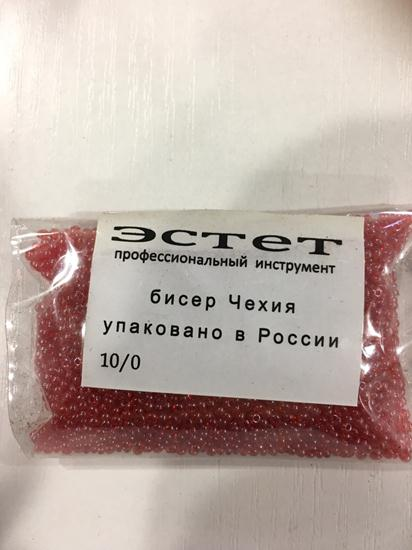 эстет
профессиональный инструмент
бисер Чехия
упаковано в России
10/0